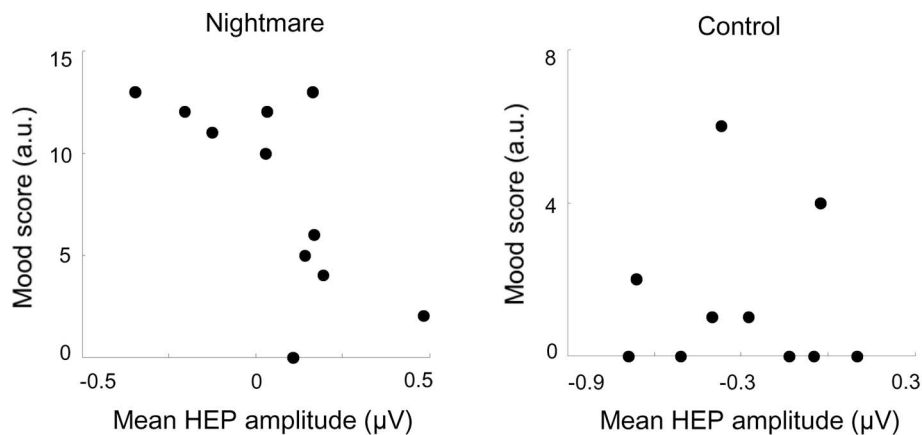 Nightmare
15
10
5
0
Mood score (a.u.)
-0.5
0
0.5
Mean HEP amplitude (µV)
Control
8
4
0
Mood score (a.u.)
-0.9
-0.3
0.3
Mean HEP amplitude (µV)